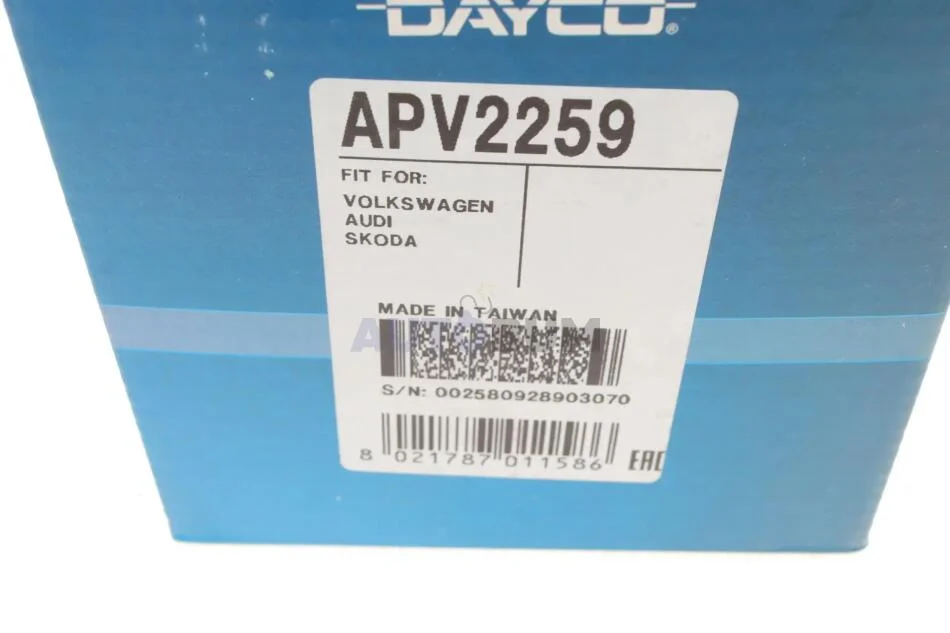 DAYCO®
APV2259
FIT FOR:
VOLKSWAGEN
AUDI
SKODA
MADE IN TAIWAN
S/N: 002580928903070
8 021787 011586 EAC